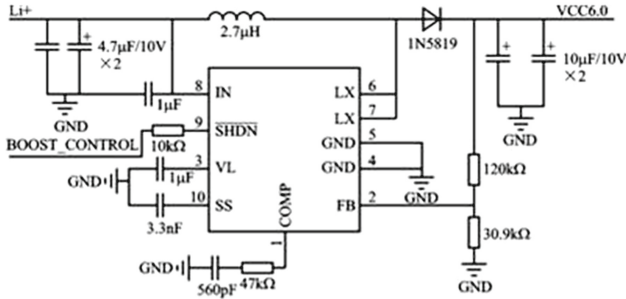 Li+
VCC6.0
2.7μH
1N5819
4.7μF/10V
×2
10μF/10V
×2
1μF
8
IN
LX
6
GND
9
SHDN
LX
7
GND
BOOST_CONTROL
10kΩ
GND
5
3
VL
GND
4
120kΩ
GND
1μF
GND
10
SS
FB
2
COMP
3.3nF
30.9kΩ
1
GND
560pF
47kΩ
GND